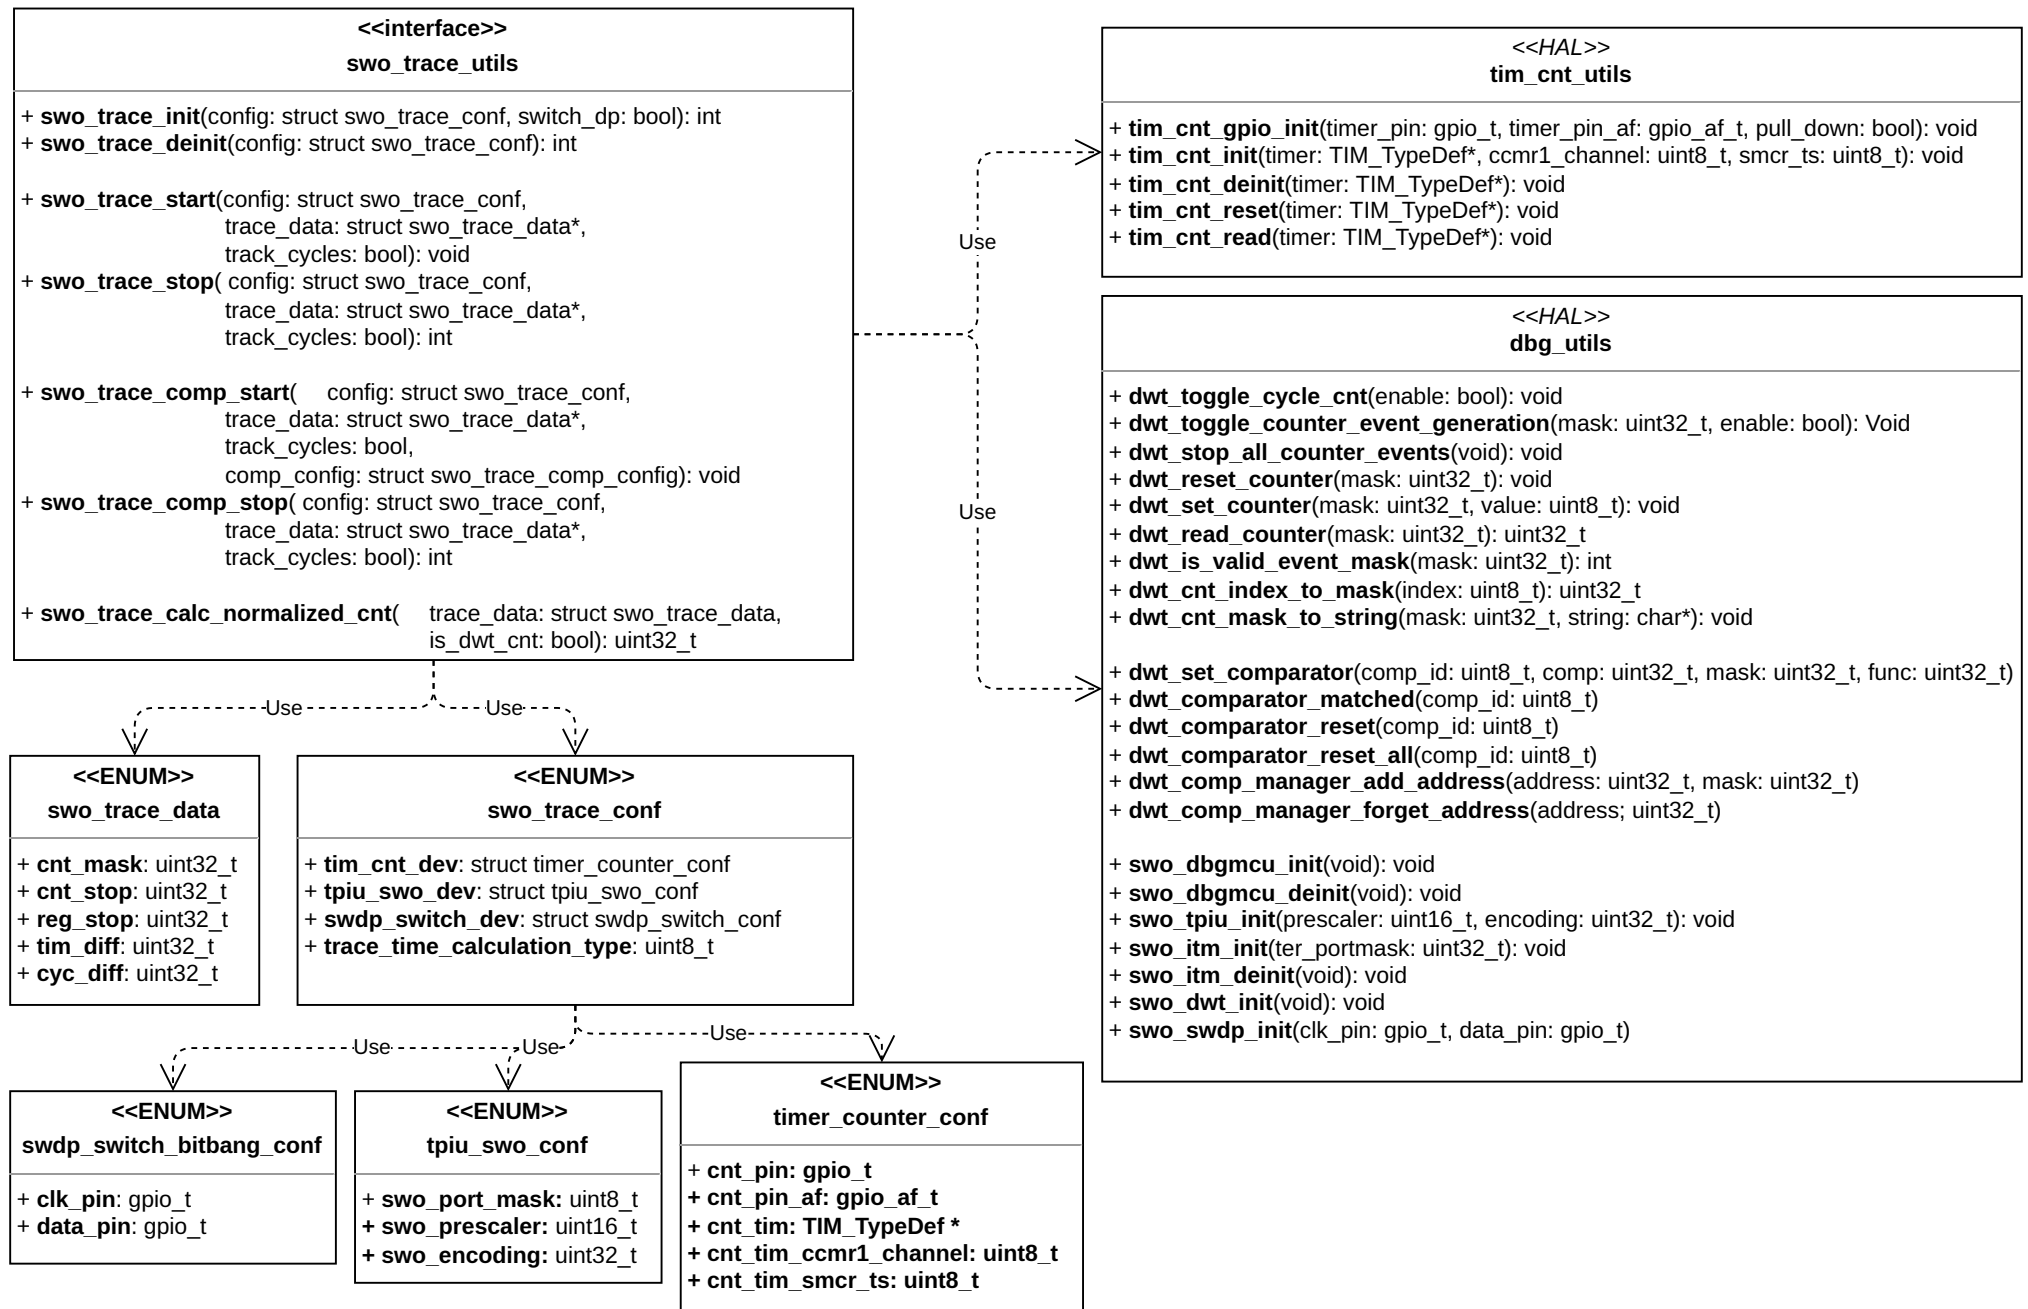 <<interface>>
swo_trace_utils
+ swo_trace_init(config: struct swo_trace_conf, switch_dp: bool): int
+ swo_trace_deinit(config: struct swo_trace_conf): int
+ swo_trace_start(config: struct swo_trace_conf,
trace_data: struct swo_trace_data*,
track_cycles: bool): void
+ swo_trace_stop( config: struct swo_trace_conf,
trace_data: struct swo_trace_data*,
track_cycles: bool): int
+ swo_trace_comp_start( config: struct swo_trace_conf,
trace_data: struct swo_trace_data*,
track_cycles: bool,
comp_config: struct swo_trace_comp_config): void
+ swo_trace_comp_stop( config: struct swo_trace_conf,
trace_data: struct swo_trace_data*,
track_cycles: bool): int
+ swo_trace_calc_normalized_cnt( trace_data: struct swo_trace_data,
is_dwt_cnt: bool): uint32_t
Use
Use
<<HAL>>
tim_cnt_utils
+ tim_cnt_gpio_init(timer_pin: gpio_t, timer_pin_af: gpio_af_t, pull_down: bool): void
+ tim_cnt_init(timer: TIM_TypeDef*, ccmr1_channel: uint8_t, smcr_ts: uint8_t): void
+ tim_cnt_deinit(timer: TIM_TypeDef*): void
+ tim_cnt_reset(timer: TIM_TypeDef*): void
+ tim_cnt_read(timer: TIM_TypeDef*): void
<<HAL>>
dbg_utils
+ dwt_toggle_cycle_cnt(enable: bool): void
+ dwt_toggle_counter_event_generation(mask: uint32_t, enable: bool): Void
+ dwt_stop_all_counter_events(void): void
+ dwt_reset_counter(mask: uint32_t): void
+ dwt_set_counter(mask: uint32_t, value: uint8_t): void
+ dwt_read_counter(mask: uint32_t): uint32_t
+ dwt_is_valid_event_mask(mask: uint32_t): int
+ dwt_cnt_index_to_mask(index: uint8_t): uint32_t
+ dwt_cnt_mask_to_string(mask: uint32_t, string: char*): void
+ dwt_set_comparator(comp_id: uint8_t, comp: uint32_t, mask: uint32_t, func: uint32_t)
+ dwt_comparator_matched(comp_id: uint8_t)
+ dwt_comparator_reset(comp_id: uint8_t)
+ dwt_comparator_reset_all(comp_id: uint8_t)
+ dwt_comp_manager_add_address(address: uint32_t, mask: uint32_t)
+ dwt_comp_manager_forget_address(address; uint32_t)
+ swo_dbgmcu_init(void): void
+ swo_dbgmcu_deinit(void): void
+ swo_tpiu_init(prescaler: uint16_t, encoding: uint32_t): void
+ swo_itm_init(ter_portmask: uint32_t): void
+ swo_itm_deinit(void): void
+ swo_dwt_init(void): void
+ swo_swdp_init(clk_pin: gpio_t, data_pin: gpio_t)
Use
Use
<<ENUM>>
swo_trace_data
+ cnt_mask: uint32_t
+ cnt_stop: uint32_t
+ reg_stop: uint32_t
+ tim_diff: uint32_t
+ cyc_diff: uint32_t
<<ENUM>>
swo_trace_conf
+ tim_cnt_dev: struct timer_counter_conf
+ tpiu_swo_dev: struct tpiu_swo_conf
+ swdp_switch_dev: struct swdp_switch_conf
+ trace_time_calculation_type: uint8_t
Use
Use
Use
<<ENUM>>
swdp_switch_bitbang_conf
+ clk_pin: gpio_t
+ data_pin: gpio_t
<<ENUM>>
tpiu_swo_conf
+ swo_port_mask: uint8_t
+ swo_prescaler: uint16_t
+ swo_encoding: uint32_t
<<ENUM>>
timer_counter_conf
+ cnt_pin: gpio_t
+ cnt_pin_af: gpio_af_t
+ cnt_tim: TIM_TypeDef *
+ cnt_tim_ccmr1_channel: uint8_t
+ cnt_tim_smcr_ts: uint8_t